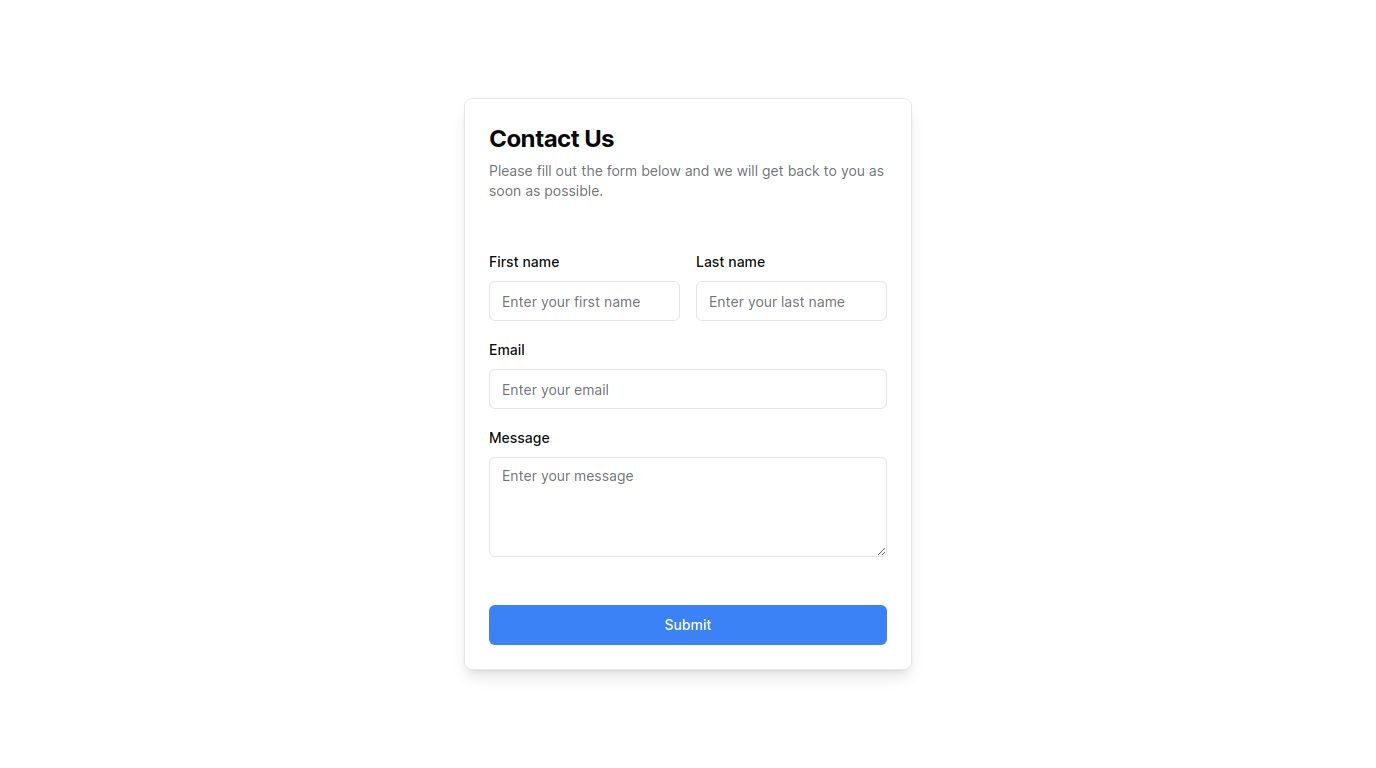 Contact Us
Please fill out the form below and we will get back to you as
soon as possible.
First name
Last name
Enter your first name
Enter your last name
Email
Enter your email
Message
Enter your message
Submit